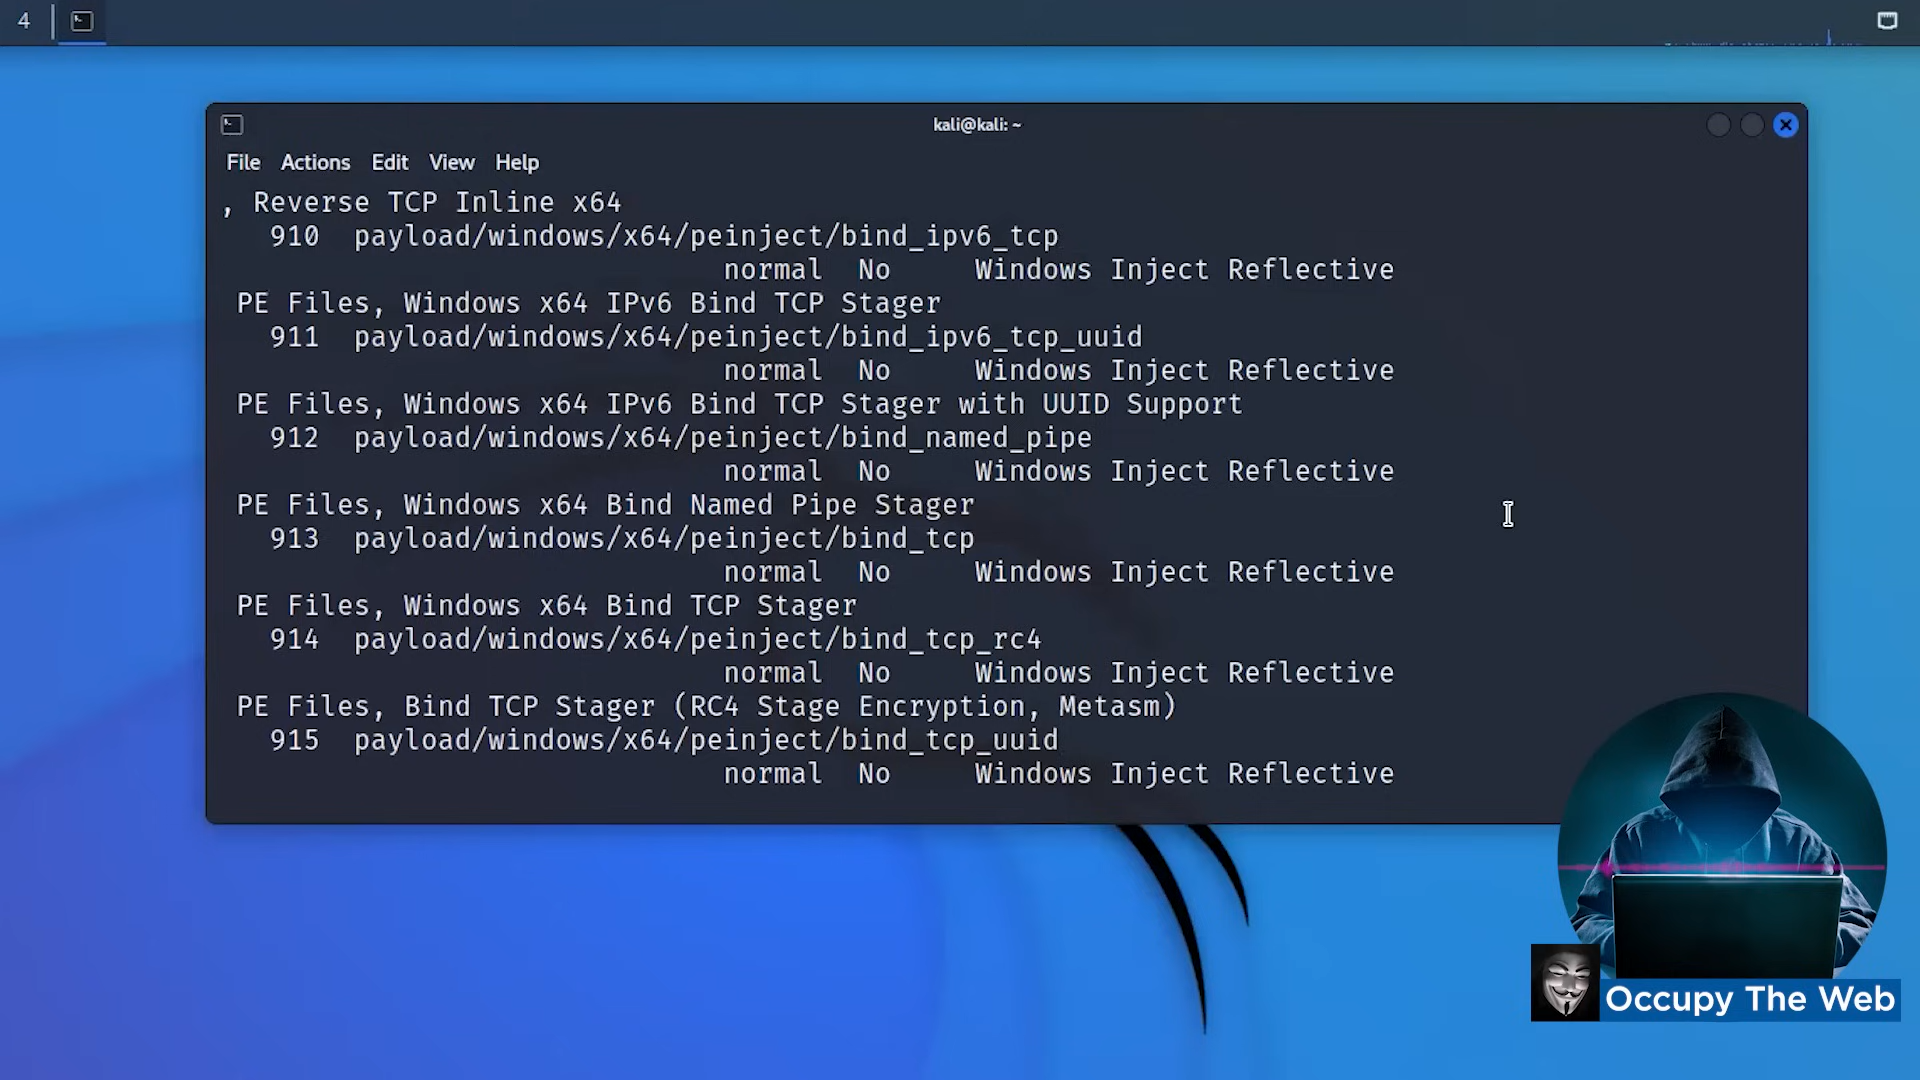 4
kali@kali: ~
File Actions Edit View Help
, Reverse TCP Inline x64
910 payload/windows/x64/peinject/bind_ipv6_tcp
normal No Windows Inject Reflective
PE Files, Windows x64 IPv6 Bind TCP Stager
911 payload/windows/x64/peinject/bind_ipv6_tcp_uuid
normal No Windows Inject Reflective
PE Files, Windows x64 IPv6 Bind TCP Stager with UUID Support
912 payload/windows/x64/peinject/bind_named_pipe
normal No Windows Inject Reflective
PE Files, Windows x64 Bind Named Pipe Stager
913 payload/windows/x64/peinject/bind_tcp
normal No Windows Inject Reflective
PE Files, Windows x64 Bind TCP Stager
914 payload/windows/x64/peinject/bind_tcp_rc4
normal No Windows Inject Reflective
PE Files, Bind TCP Stager (RC4 Stage Encryption, Metasm)
915 payload/windows/x64/peinject/bind_tcp_uuid
normal No Windows Inject Reflective
Occupy The Web